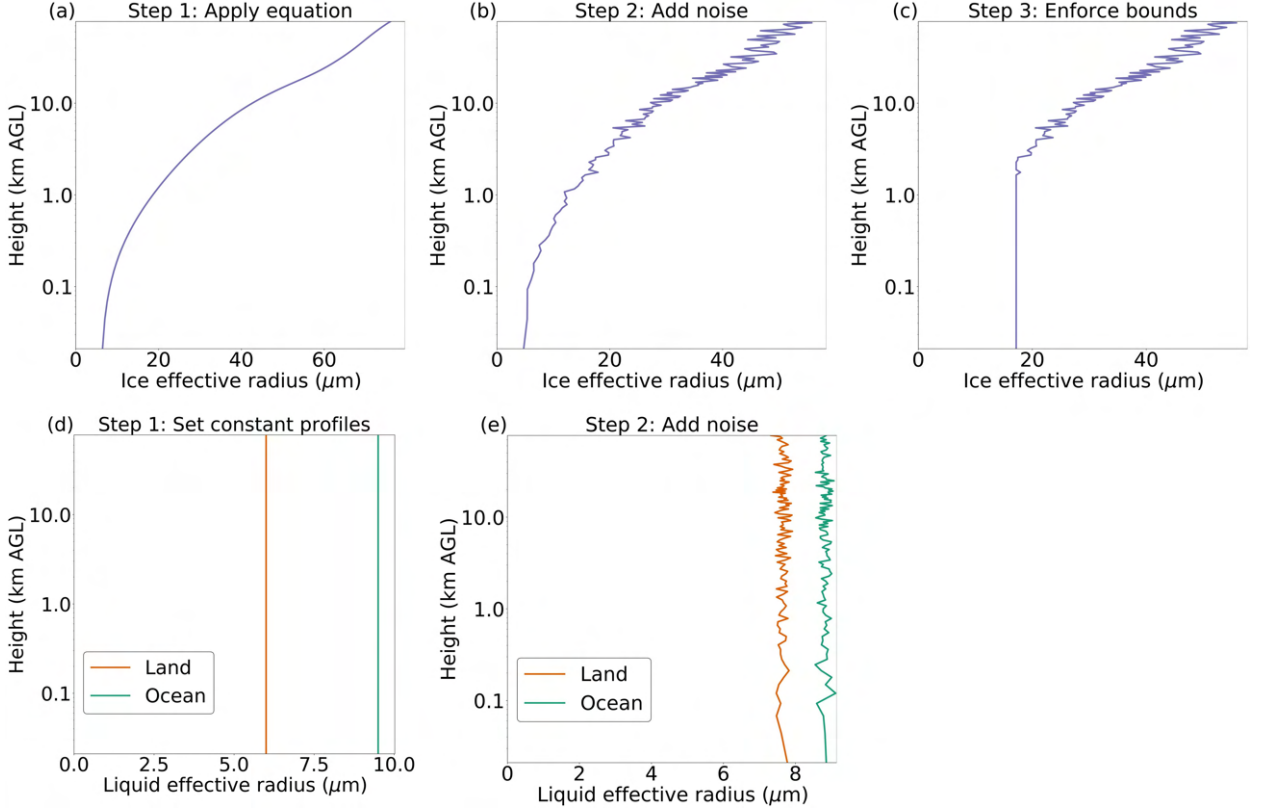 (a) Step 1: Apply equation
Height (km AGL)
10.0
1.0
0.1
0 20 40 60
Ice effective radius (μm)
(b) Step 2: Add noise
Height (km AGL)
10.0
1.0
0.1
0 20 40
Ice effective radius (μm)
(c) Step 3: Enforce bounds
Height (km AGL)
10.0
1.0
0.1
0 20 40
Ice effective radius (μm)
(d) Step 1: Set constant profiles
Height (km AGL)
10.0
1.0
0.1
Land
Ocean
0.0 2.5 5.0 7.5 10.0
Liquid effective radius (μm)
(e) Step 2: Add noise
Height (km AGL)
10.0
1.0
0.1
Land
Ocean
0 2 4 6 8
Liquid effective radius (μm)